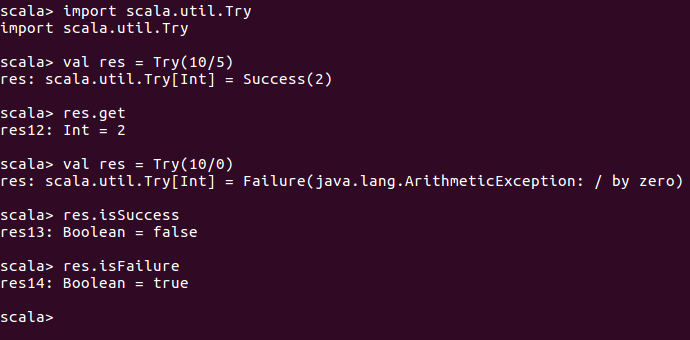 scala> import scala.util.Try
import scala.util.Try
scala> val res = Try(10/5)
res: scala.util.Try[Int] = Success(2)
scala> res.get
res12: Int = 2
scala> val res = Try(10/0)
res: scala.util.Try[Int] = Failure(java.lang.ArithmeticException: / by zero)
scala> res.isSuccess
res13: Boolean = false
scala> res.isFailure
res14: Boolean = true
scala>